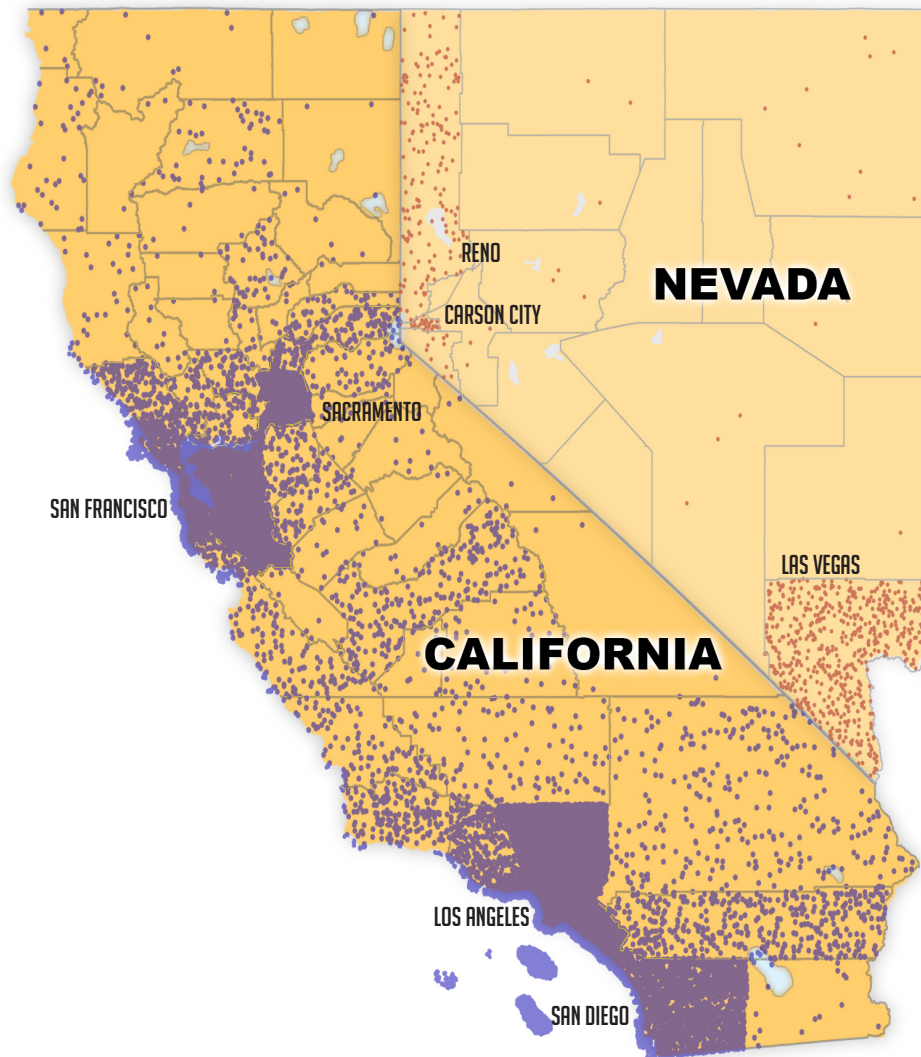 RENO
NEVADA
CARSON CITY
SACRAMENTO
SAN FRANCISCO
LAS VEGAS
CALIFORNIA
LOS ANGELES
SAN DIEGO